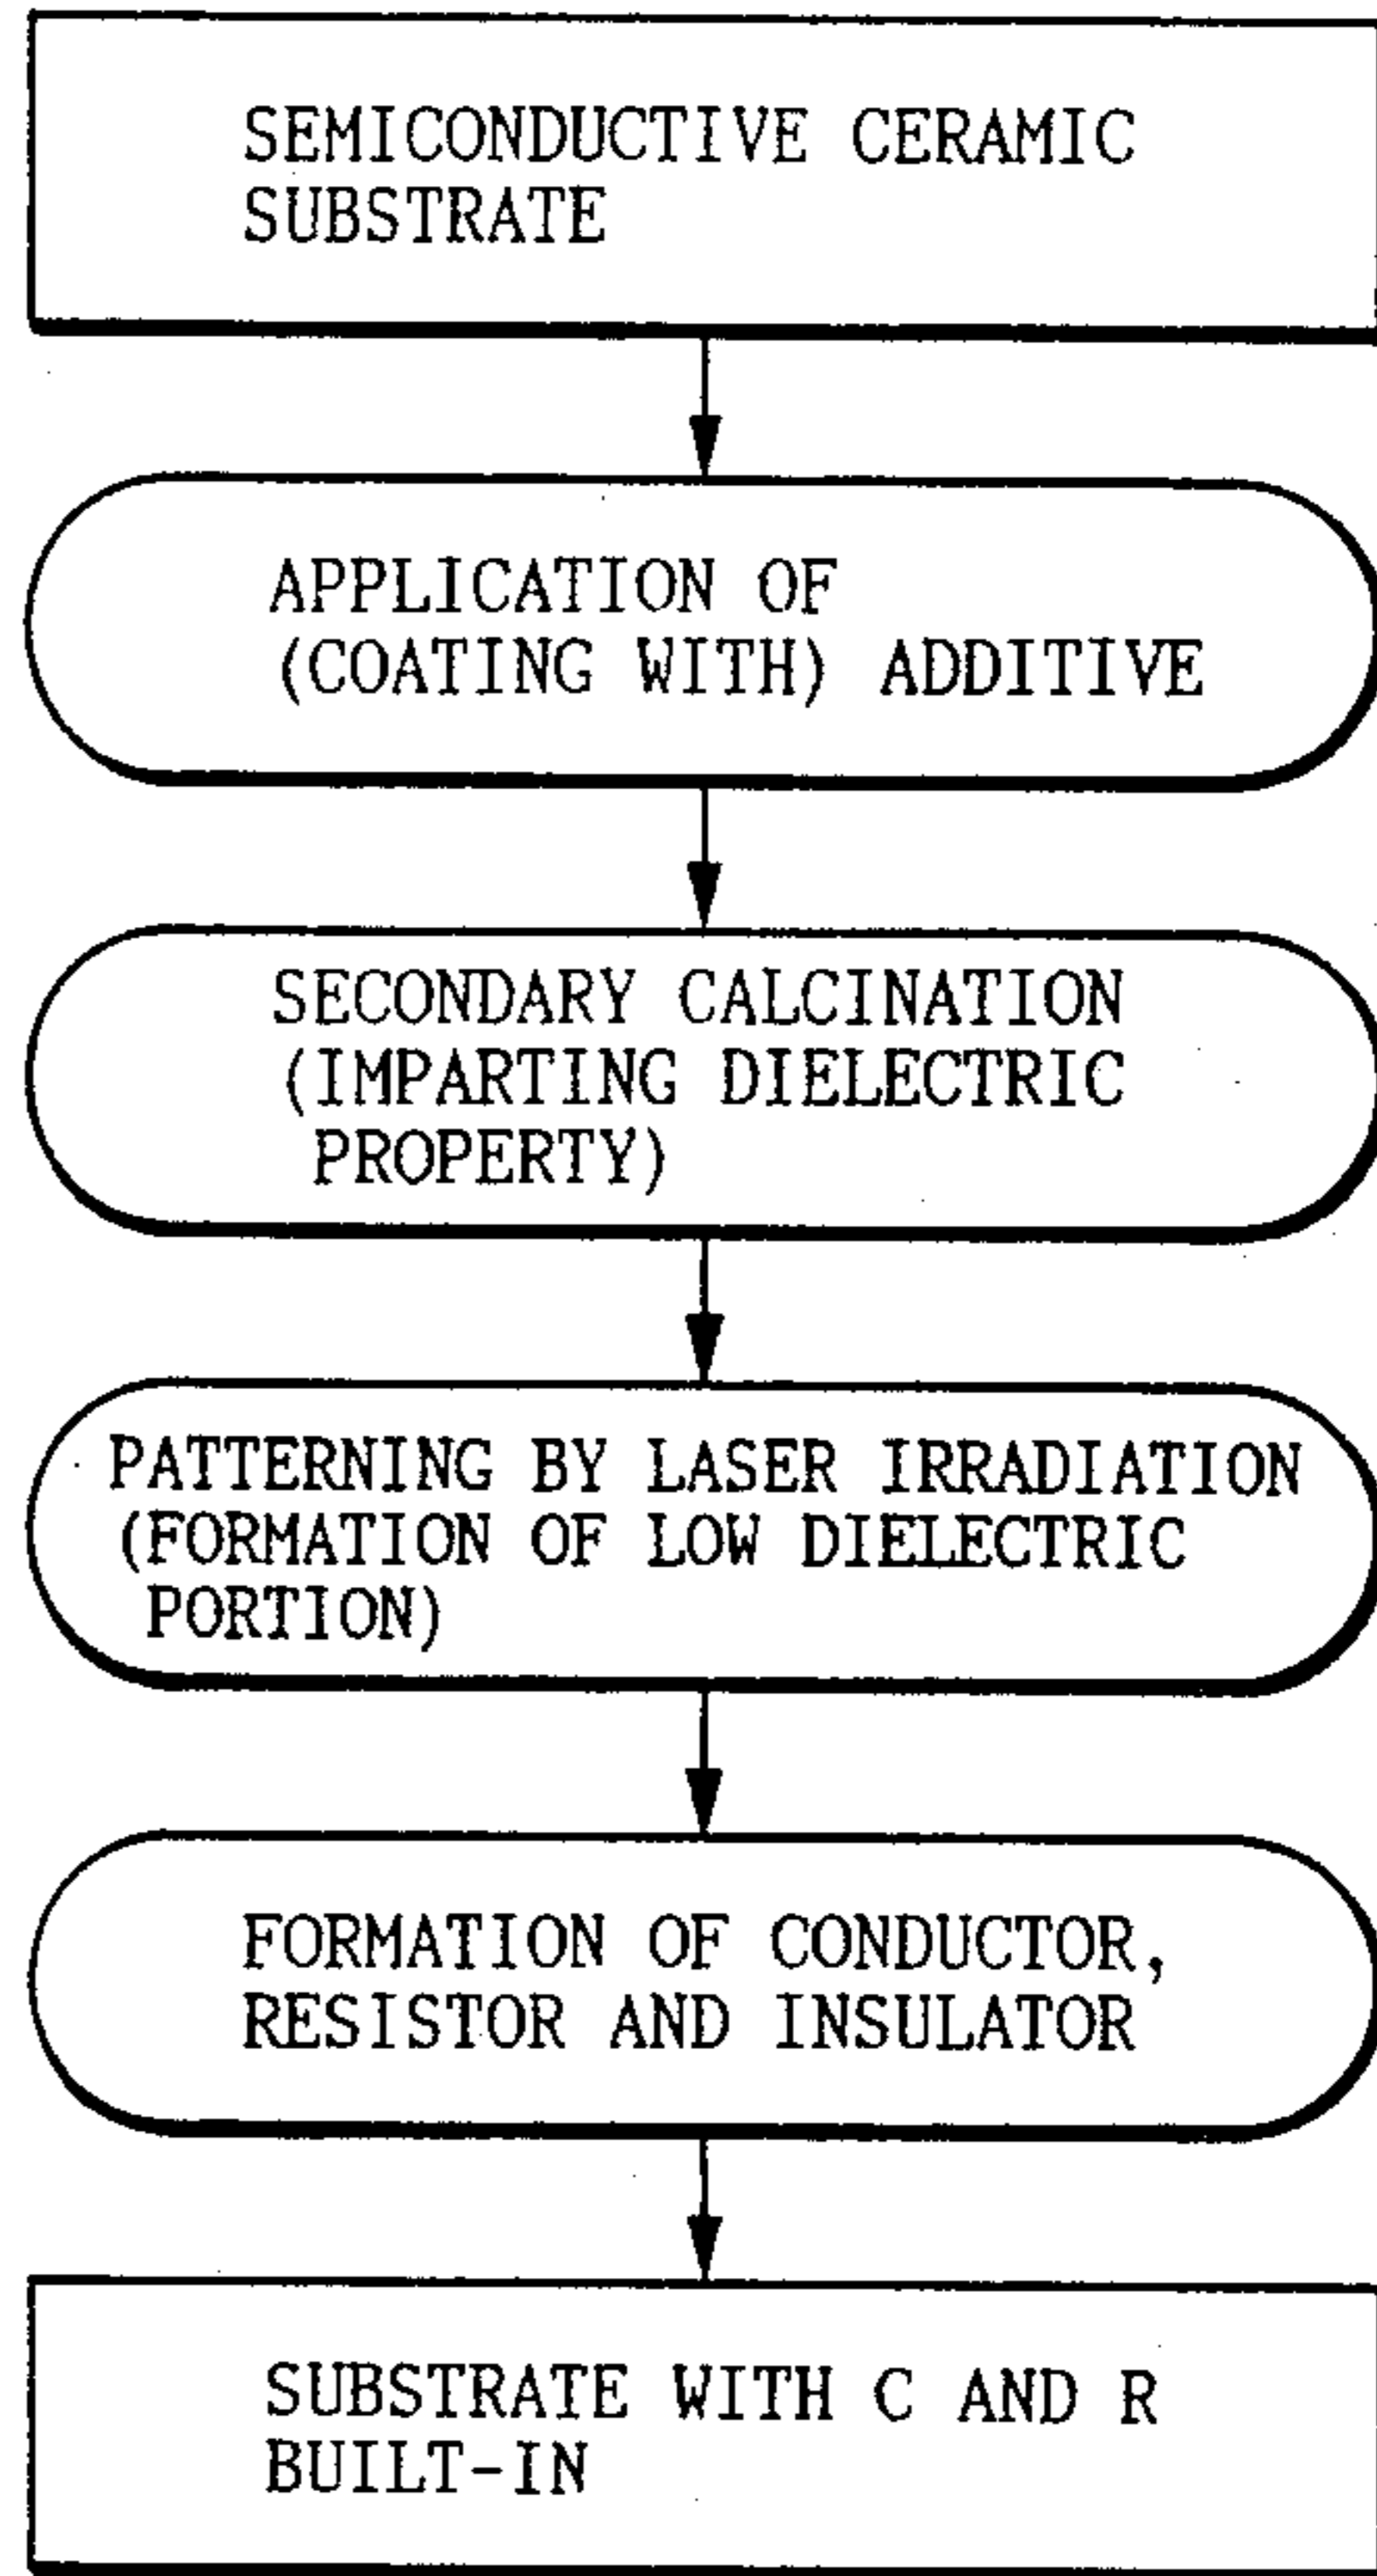 SEMICONDUCTIVE CERAMIC
SUBSTRATE
APPLICATION OF
(COATING WITH) ADDITIVE
SECONDARY CALCINATION
(IMPARTING DIELECTRIC
PROPERTY)
PATTERNING BY LASER IRRADIATION
(FORMATION OF LOW DIELECTRIC
PORTION)
FORMATION OF CONDUCTOR,
RESISTOR AND INSULATOR
SUBSTRATE WITH C AND R
BUILT-IN